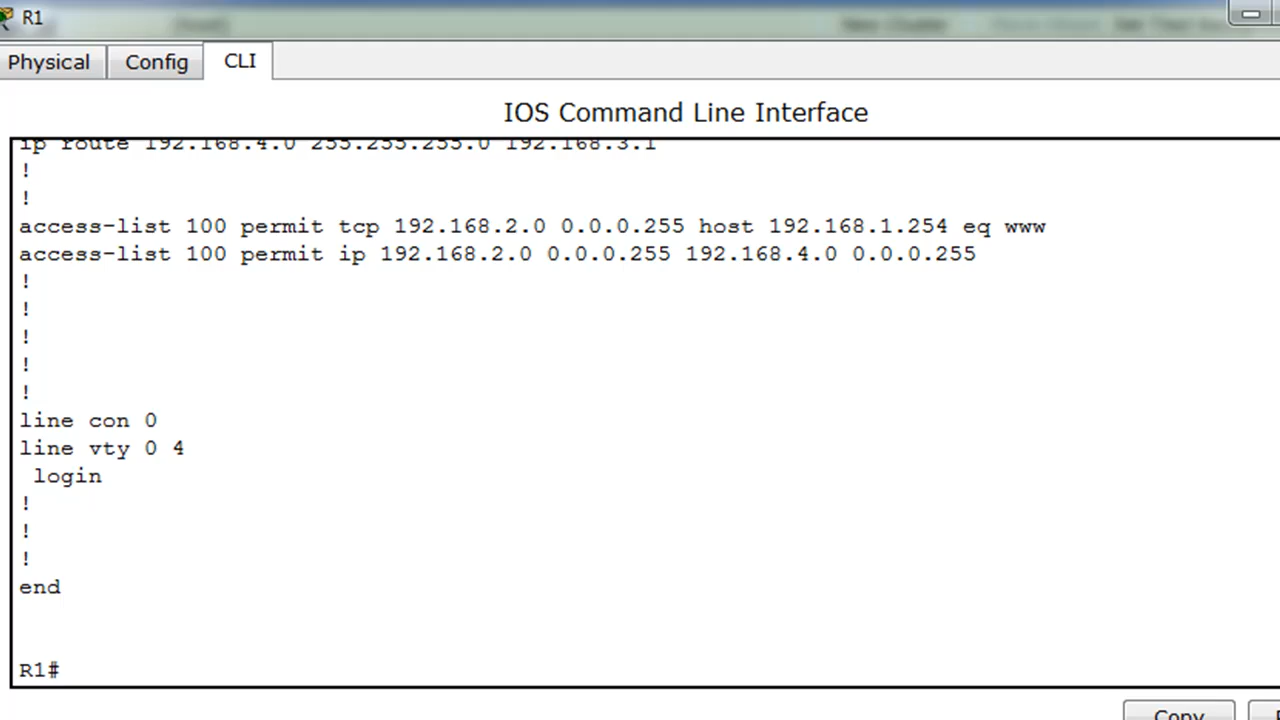 R1
Physical
Config
CLI
IOS Command Line Interface
ip route 192.168.4.0 255.255.255.0 192.168.3.1
!
!
access-list 100 permit tcp 192.168.2.0 0.0.0.255 host 192.168.1.254 eq www
access-list 100 permit ip 192.168.2.0 0.0.0.255 192.168.4.0 0.0.0.255
!
!
!
!
!
line con 0
line vty 0 4
login
!
!
!
end
R1#
Copy